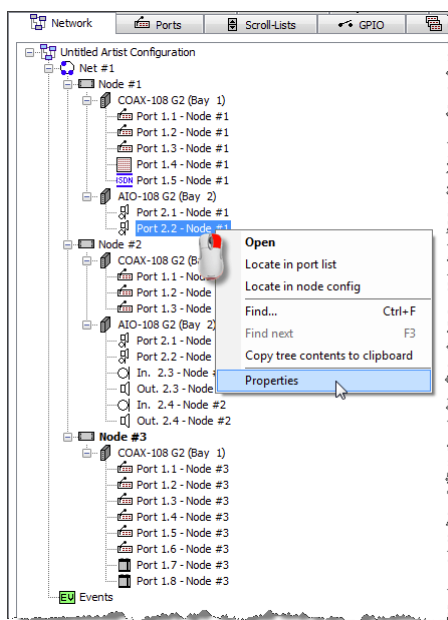 Network Ports Scroll-Lists GPIO
Untitled Artist Configuration
Net #1
Node #1
COAX-108 G2 (Bay 1)
Port 1.1 - Node #1
Port 1.2 - Node #1
Port 1.3 - Node #1
Port 1.4 - Node #1
ISDN Port 1.5 - Node #1
AIO-108 G2 (Bay 2)
Port 2.1 - Node #1
Port 2.2 - Node #1
Open
Locate in port list
Locate in node config
Find... Ctrl+F
Find next F3
Copy tree contents to clipboard
Properties
Node #2
COAX-108 G2 (B
Port 1.1 - Nod
Port 1.2 - Node
Port 1.3 - Node
AIO-108 G2 (Bay 2)
Port 2.1 - Node
Port 2.2 - Node
In. 2.3 - Node
Out. 2.3 - Node
In. 2.4 - Node #2
Out. 2.4 - Node #2
Node #3
COAX-108 G2 (Bay 1)
Port 1.1 - Node #3
Port 1.2 - Node #3
Port 1.3 - Node #3
Port 1.4 - Node #3
Port 1.5 - Node #3
Port 1.6 - Node #3
Port 1.7 - Node #3
Port 1.8 - Node #3
EV Events